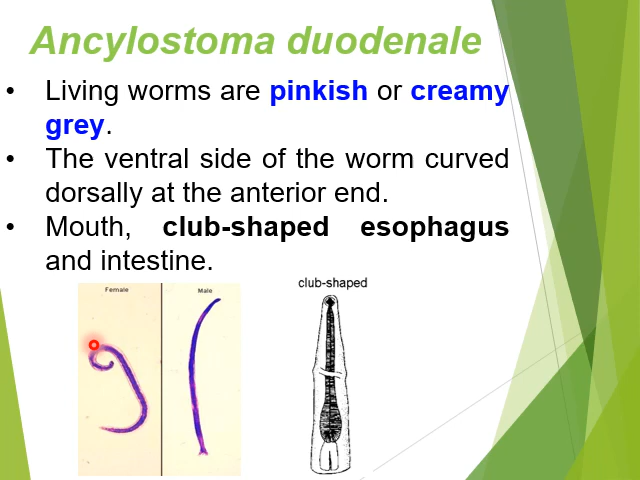 Ancylostoma duodenale
• Living worms are pinkish or creamy
grey.
• The ventral side of the worm curved
dorsally at the anterior end.
• Mouth, club-shaped esophagus
and intestine.
club-shaped
Female
Male